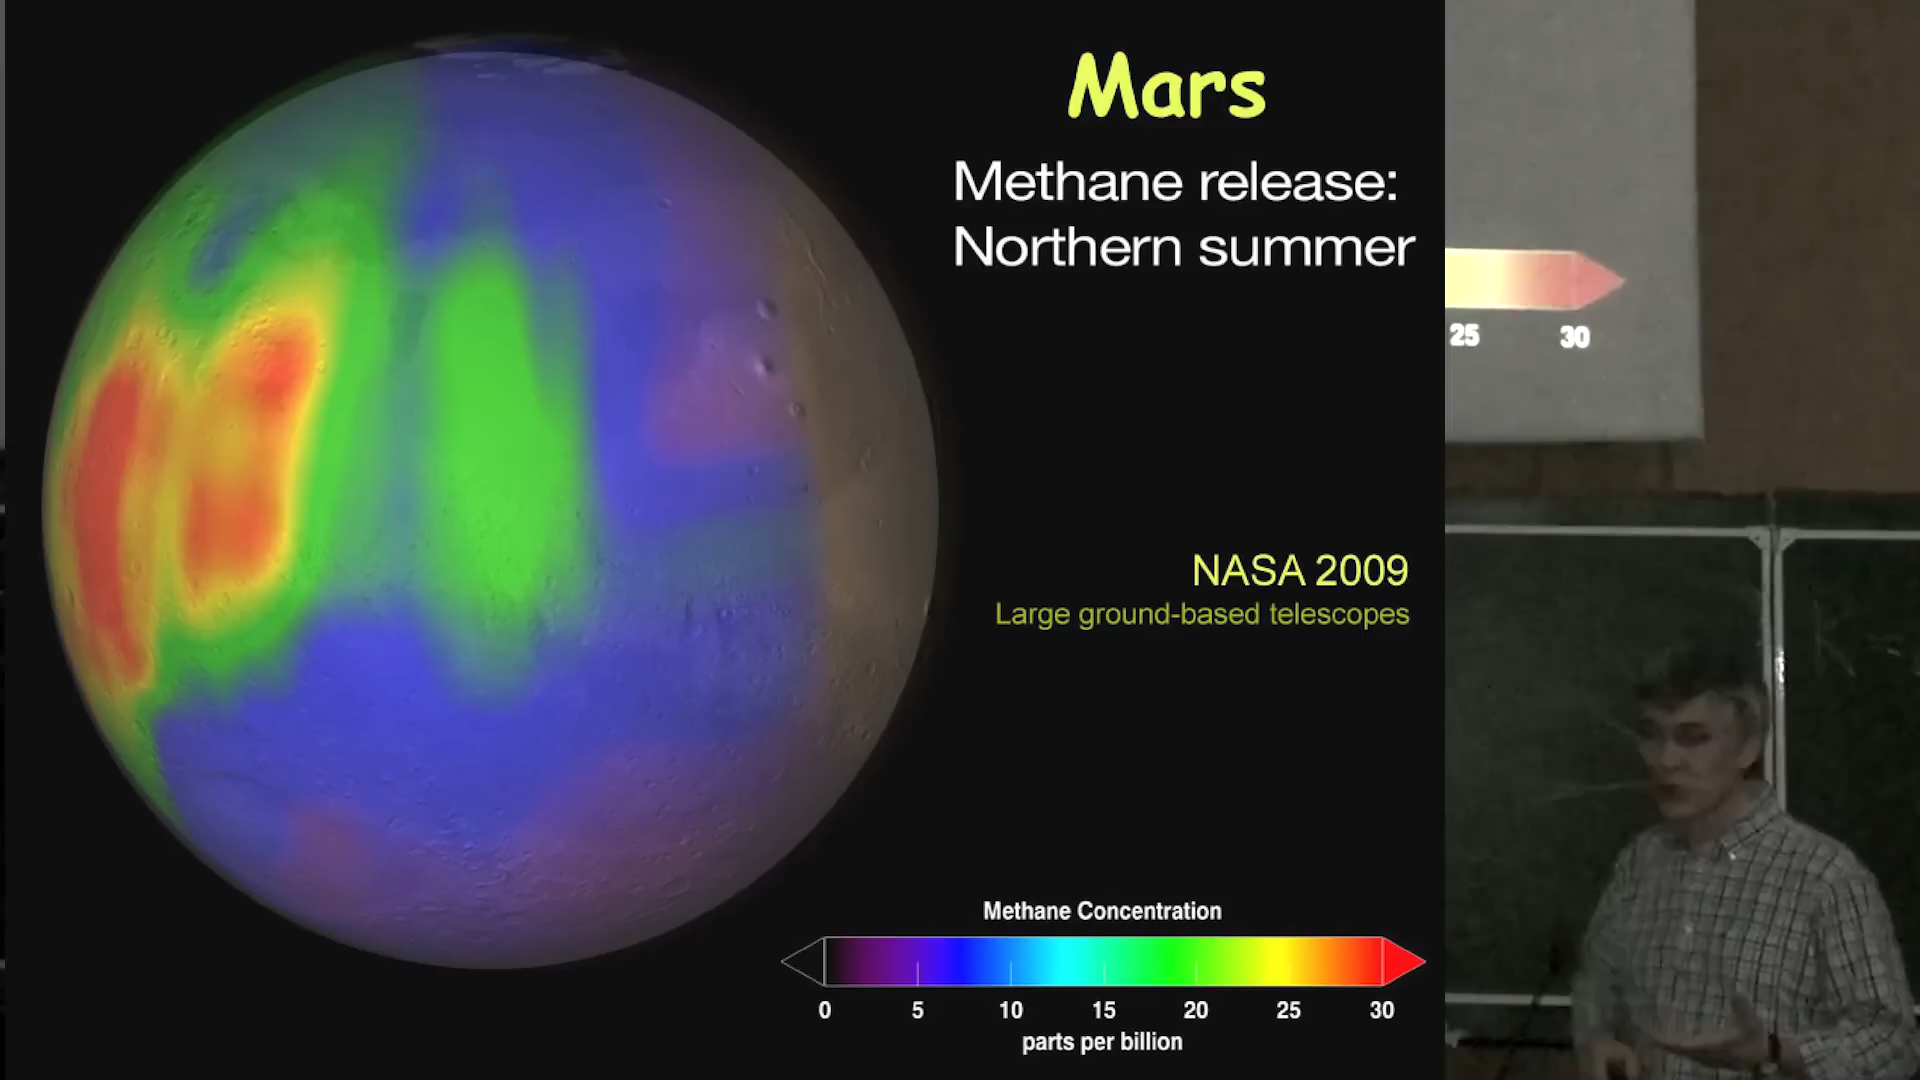 Mars
Methane release:
Northern summer
NASA 2009
Large ground-based telescopes
Methane Concentration
0 5 10 15 20 25 30
parts per billion
25 30